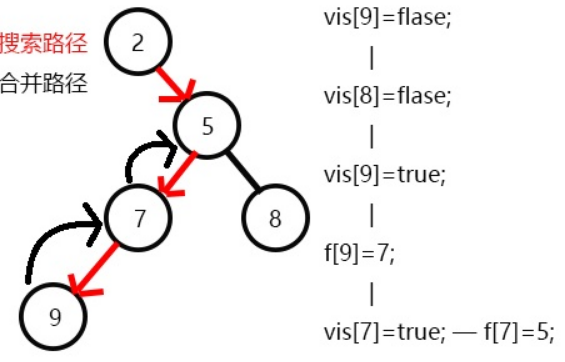 搜索路径
合并路径
2
5
7
8
9
vis[9]=flase;
|
vis[8]=flase;
|
vis[9]=true;
|
f[9]=7;
|
vis[7]=true; — f[7]=5;